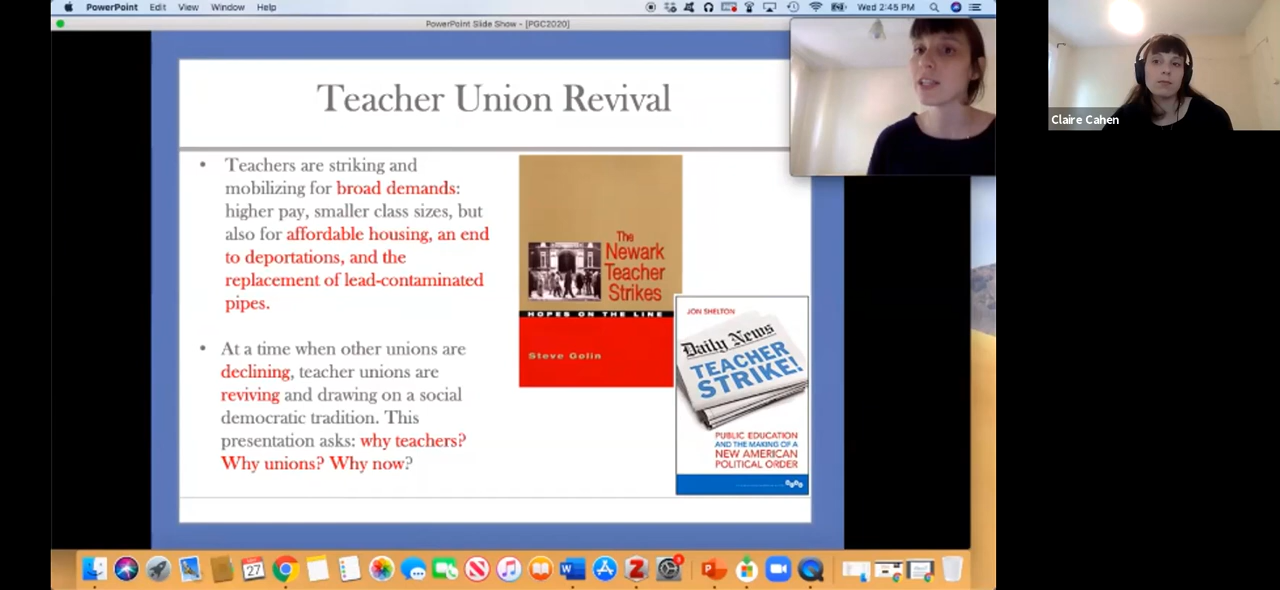 PowerPoint Edit View Window Help
Wed 2:45 PM
PowerPoint Slide Show - [PGC2020]
Claire Cahen
Teacher Union Revival
• Teachers are striking and
mobilizing for broad demands:
higher pay, smaller class sizes, but
also for affordable housing, an end
to deportations, and the
replacement of lead-contaminated
pipes.
• At a time when other unions are
declining, teacher unions are
reviving and drawing on a social
democratic tradition. This
presentation asks: why teachers?
Why unions? Why now?
The
Newark
Teacher
Strikes
HOPES ON THE LINE
Steve Golin
JON SHELTON
Daily News
TEACHER
STRIKE!
PUBLIC EDUCATION
AND THE MAKING OF A
NEW AMERICAN
POLITICAL ORDER
27